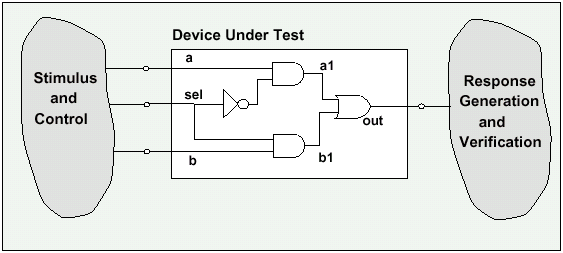 Device Under Test
Stimulus
and
Control
a
sel
b
a1
b1
out
Response
Generation
and
Verification